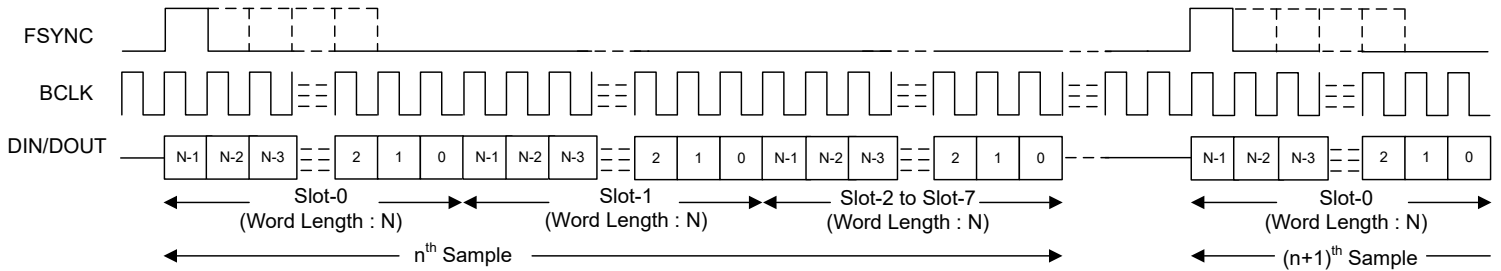 FSYNC
BCLK
DIN/DOUT
N-1 N-2 N-3 2 1 0 N-1 N-2 N-3 2 1 0 N-1 N-2 N-3 2 1 0 N-1 N-2 N-3 2 1 0
Slot-0 Slot-1 Slot-2 to Slot-7 Slot-0
(Word Length : N) (Word Length : N) (Word Length : N) (Word Length : N)
nth Sample (n+1)th Sample